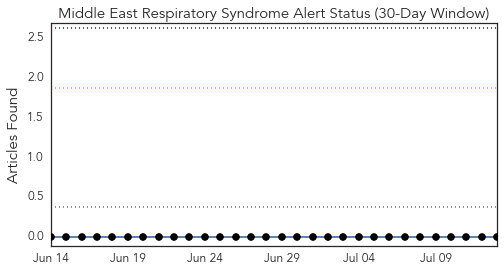 Middle East Respiratory Syndrome Alert Status (30-Day Window)
Articles Found
2.5
2.0
1.5
1.0
0.5
0.0
Jun 14 Jun 19 Jun 24 Jun 29 Jul 04 Jul 09